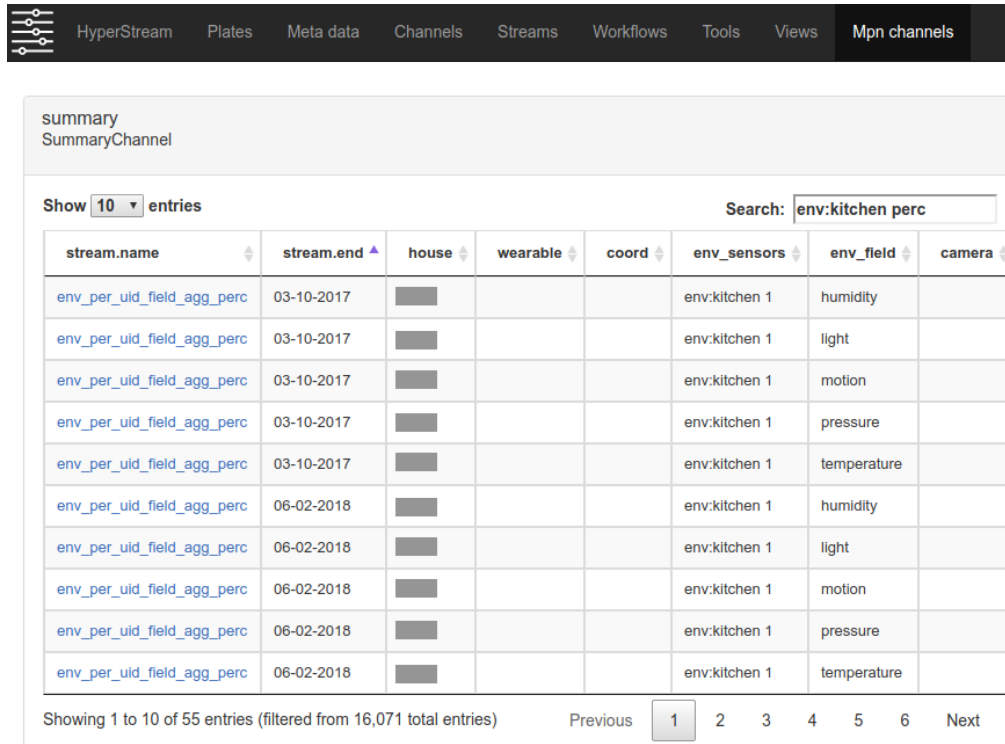 HyperStream Plates Meta data Channels Streams Workflows Tools Views Mpn channels
summary
SummaryChannel
Show 10 entries Search: env:kitchen perc
stream.name stream.end house wearable coord env_sensors env_field camera
env_per_uid_field_agg_perc 03-10-2017 env:kitchen 1 humidity
env_per_uid_field_agg_perc 03-10-2017 env:kitchen 1 light
env_per_uid_field_agg_perc 03-10-2017 env:kitchen 1 motion
env_per_uid_field_agg_perc 03-10-2017 env:kitchen 1 pressure
env_per_uid_field_agg_perc 03-10-2017 env:kitchen 1 temperature
env_per_uid_field_agg_perc 06-02-2018 env:kitchen 1 humidity
env_per_uid_field_agg_perc 06-02-2018 env:kitchen 1 light
env_per_uid_field_agg_perc 06-02-2018 env:kitchen 1 motion
env_per_uid_field_agg_perc 06-02-2018 env:kitchen 1 pressure
env_per_uid_field_agg_perc 06-02-2018 env:kitchen 1 temperature
Showing 1 to 10 of 55 entries (filtered from 16,071 total entries) Previous 1 2 3 4 5 6 Next